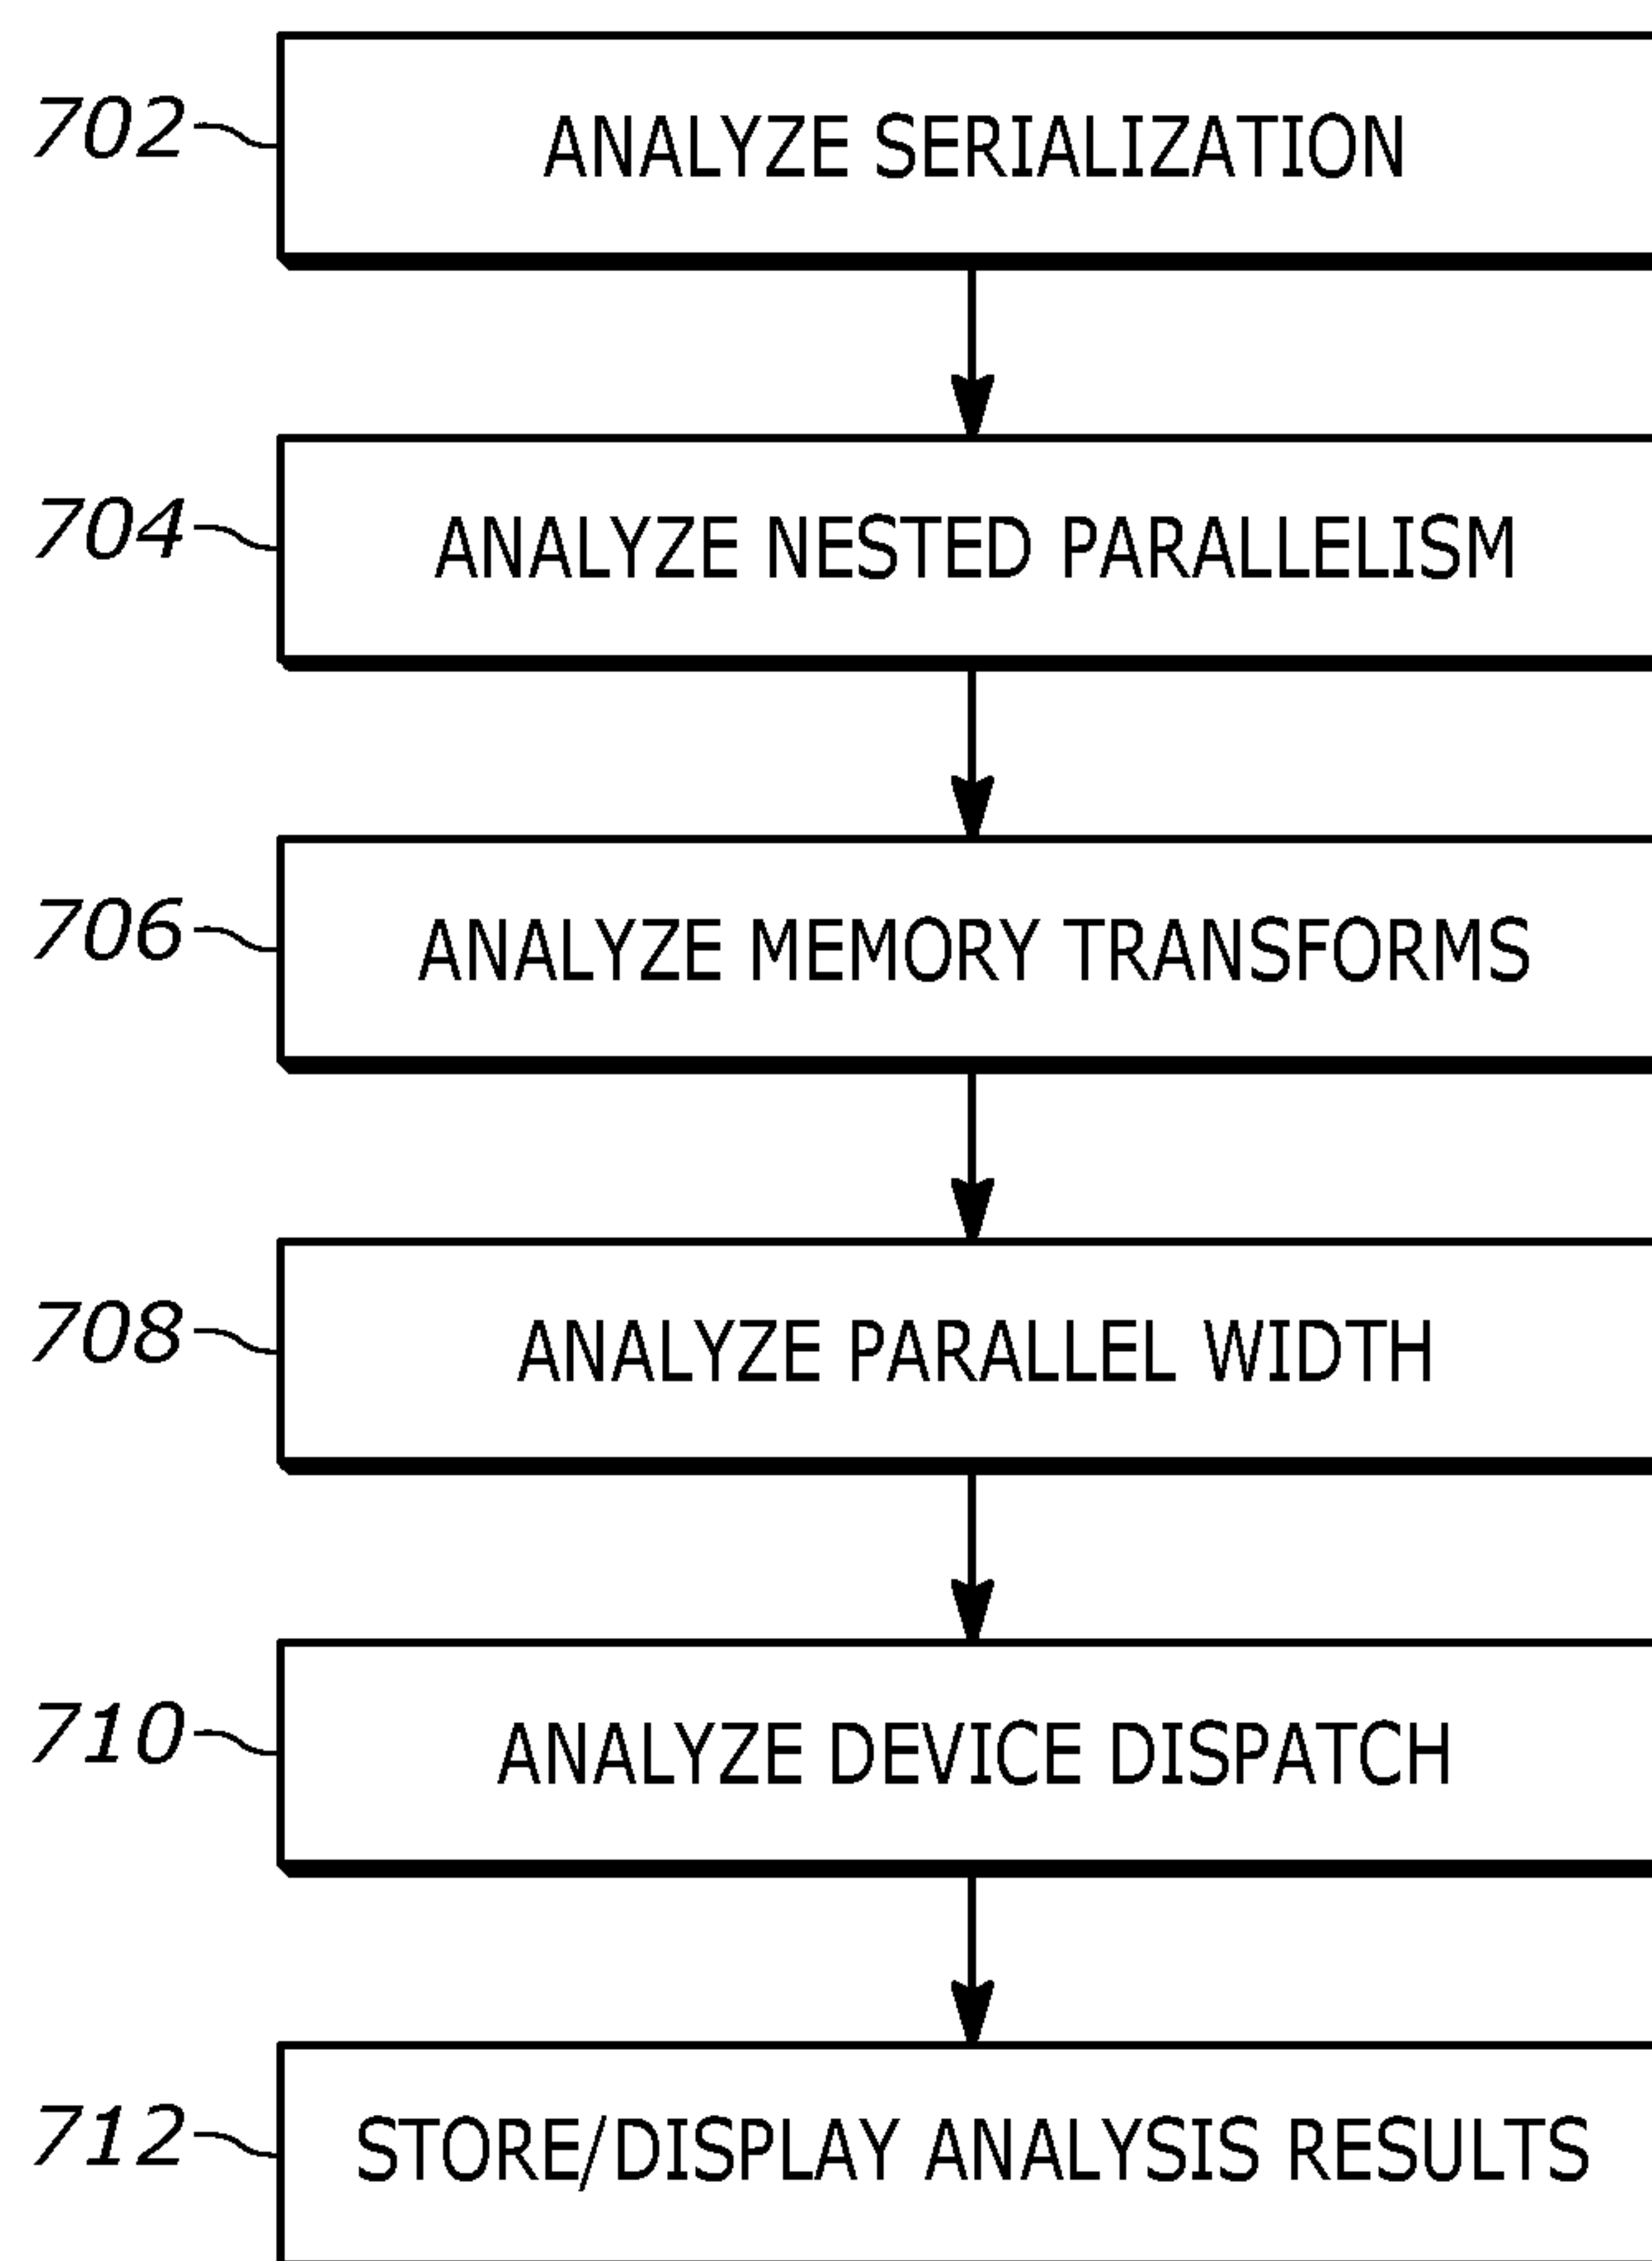 702 ANALYZE SERIALIZATION
704 ANALYZE NESTED PARALLELISM
706 ANALYZE MEMORY TRANSFORMS
708 ANALYZE PARALLEL WIDTH
710 ANALYZE DEVICE DISPATCH
712 STORE/DISPLAY ANALYSIS RESULTS